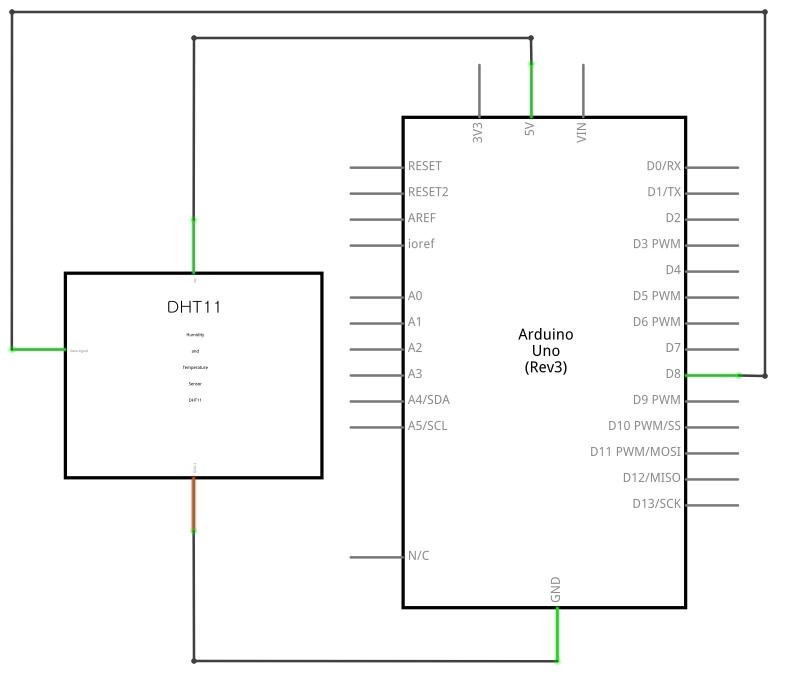 3V3
5V
VIN
RESET
RESET2
AREF
ioref
A0
A1
A2
A3
A4/SDA
A5/SCL
N/C
D0/RX
D1/TX
D2
D3 PWM
D4
D5 PWM
D6 PWM
D7
D8
D9 PWM
D10 PWM/SS
D11 PWM/MOSI
D12/MISO
D13/SCK
GND
Arduino
Uno
(Rev3)
DHT11
Humidity
and
Temperature
Sensor
DHT11